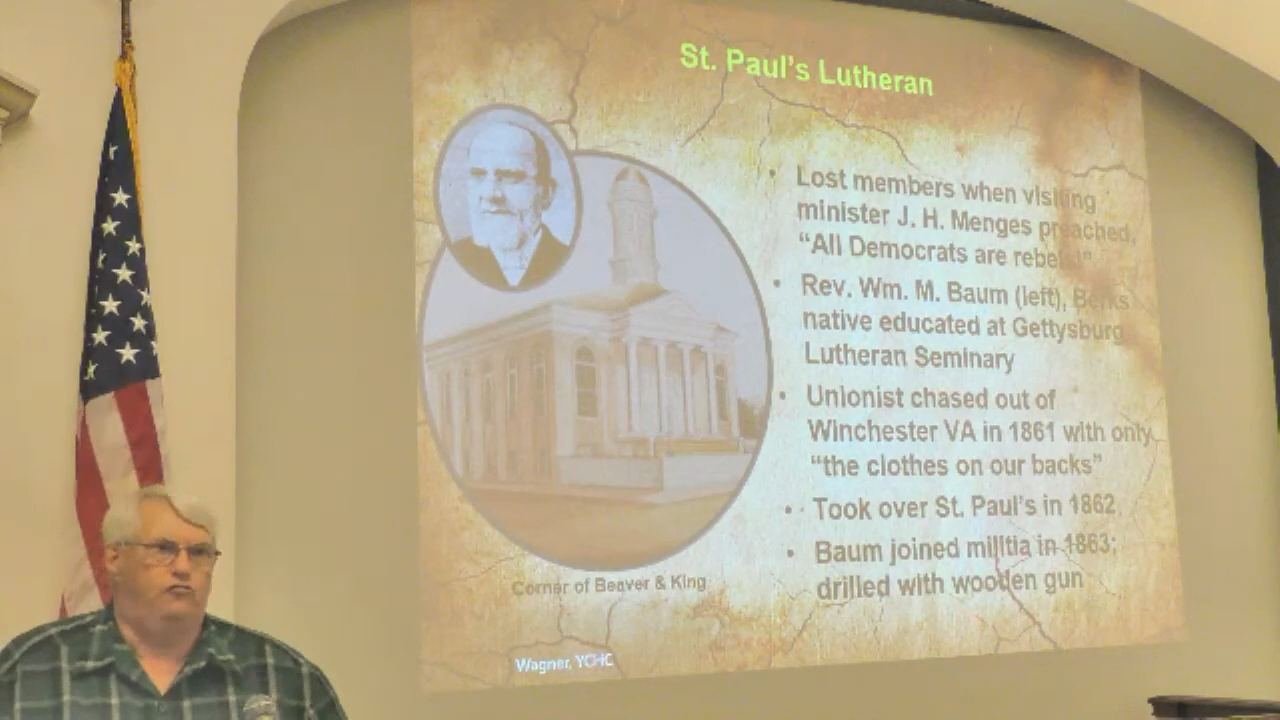 St. Paul's Lutheran
• Lost members when visiting
minister J. H. Menges preached,
“All Democrats are rebels!”
• Rev. Wm. M. Baum (left), Berks
native educated at Gettysburg
Lutheran Seminary
• Unionist chased out of
Winchester VA in 1861 with only
“the clothes on our backs”
• Took over St. Paul's in 1862
• Baum joined militia in 1863;
drilled with wooden gun
Corner of Beaver & King
Wagner, YCHC